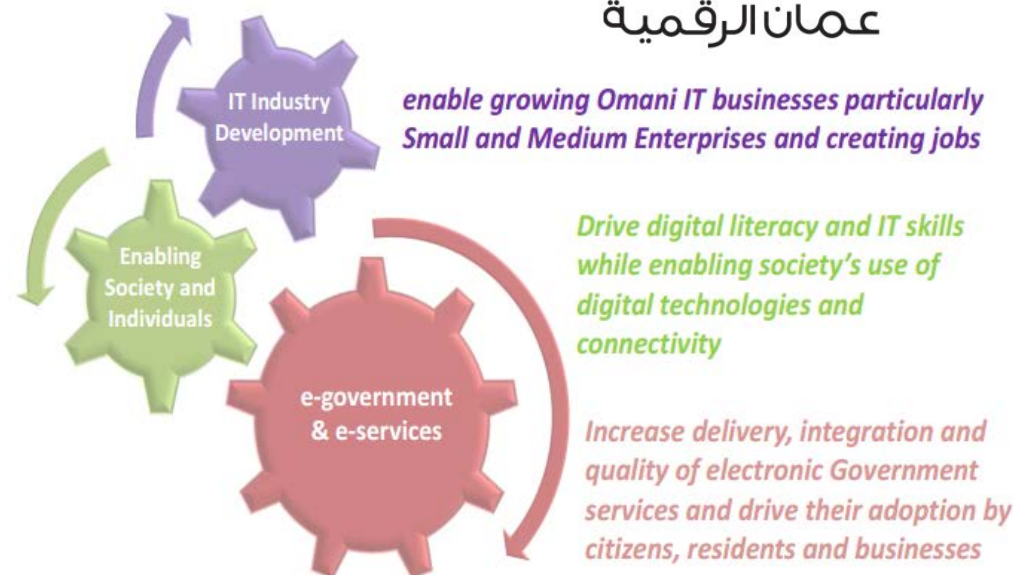 عمان الرقمية
IT Industry
Development
enable growing Omani IT businesses particularly
Small and Medium Enterprises and creating jobs
Enabling
Society and
Individuals
Drive digital literacy and IT skills
while enabling society’s use of
digital technologies and
connectivity
e-government
& e-services
Increase delivery, integration and
quality of electronic Government
services and drive their adoption by
citizens, residents and businesses